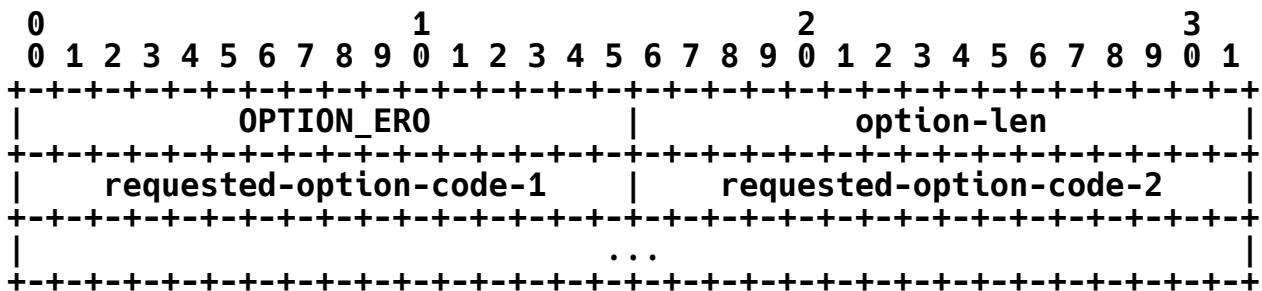 0                   1                   2                   3
 0 1 2 3 4 5 6 7 8 9 0 1 2 3 4 5 6 7 8 9 0 1 2 3 4 5 6 7 8 9 0 1
+-+-+-+-+-+-+-+-+-+-+-+-+-+-+-+-+-+-+-+-+-+-+-+-+-+-+-+-+-+-+-+-+
|           OPTION_ERO          |           option-len          |
+-+-+-+-+-+-+-+-+-+-+-+-+-+-+-+-+-+-+-+-+-+-+-+-+-+-+-+-+-+-+-+-+
|    requested-option-code-1    |    requested-option-code-2    |
+-+-+-+-+-+-+-+-+-+-+-+-+-+-+-+-+-+-+-+-+-+-+-+-+-+-+-+-+-+-+-+-+
|                              ...                              |
+-+-+-+-+-+-+-+-+-+-+-+-+-+-+-+-+-+-+-+-+-+-+-+-+-+-+-+-+-+-+-+-+